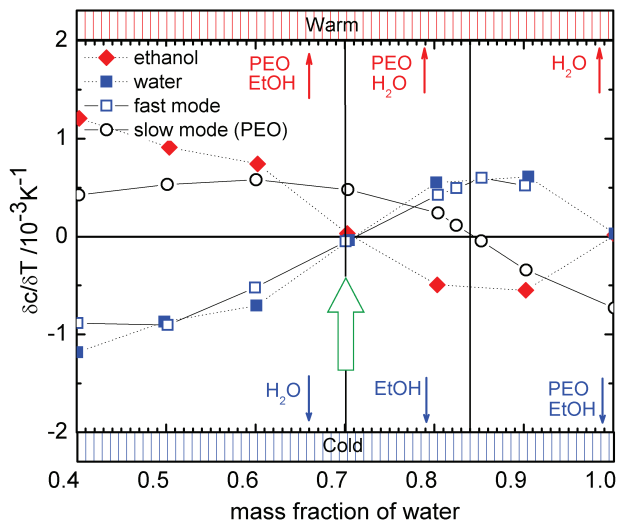 Warm
2
ethanol
water
fast mode
slow mode (PEO)
PEO
EtOH
PEO
H₂O
H₂O
1
δc/δT /10⁻³K⁻¹
0
-1
H₂O
EtOH
PEO
EtOH
-2
Cold
0.4 0.5 0.6 0.7 0.8 0.9 1.0
mass fraction of water